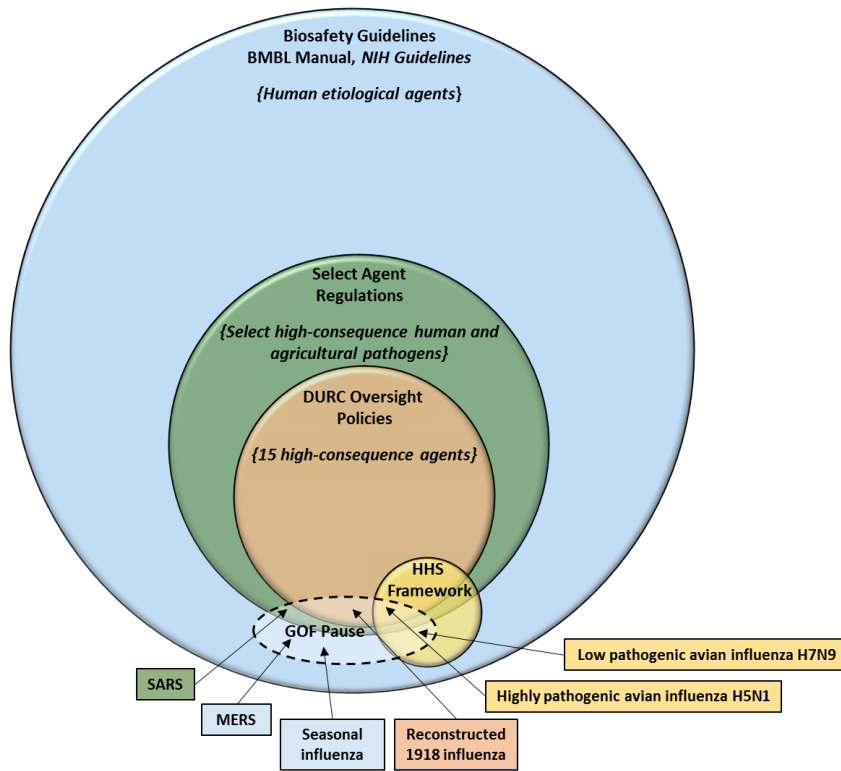 Biosafety Guidelines
BMBL Manual, NIH Guidelines
{Human etiological agents}
Select Agent
Regulations
{Select high-consequence human and
agricultural pathogens}
DURC Oversight
Policies
{15 high-consequence agents}
HHS
Framework
GOF Pause
Low pathogenic avian influenza H7N9
SARS
Highly pathogenic avian influenza H5N1
MERS
Seasonal
influenza
Reconstructed
1918 influenza